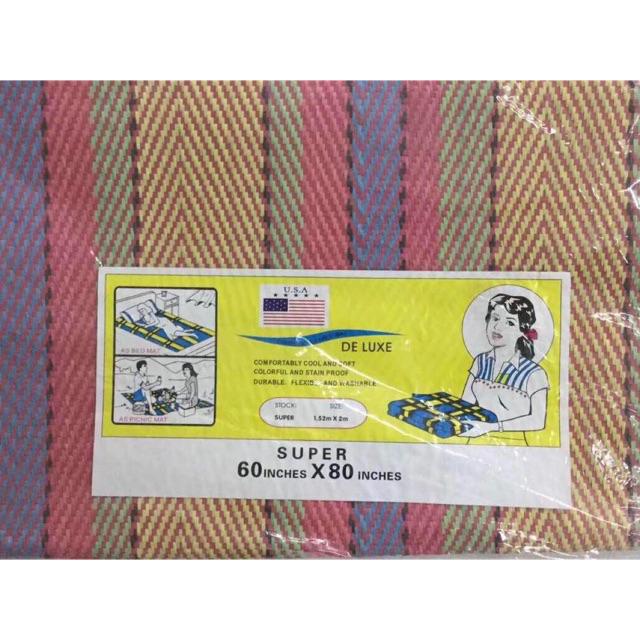 U.S.A
DE LUXE
COMFORTABLY COOL AND SOFT
COLORFUL AND STAIN PROOF
DURABLE. FLEXIBLE AND WASHABLE
STOCK: SIZE:
SUPER 1.52m X 2m
AS BED MAT
AS PICNIC MAT
SUPER
60 INCHES X 80 INCHES